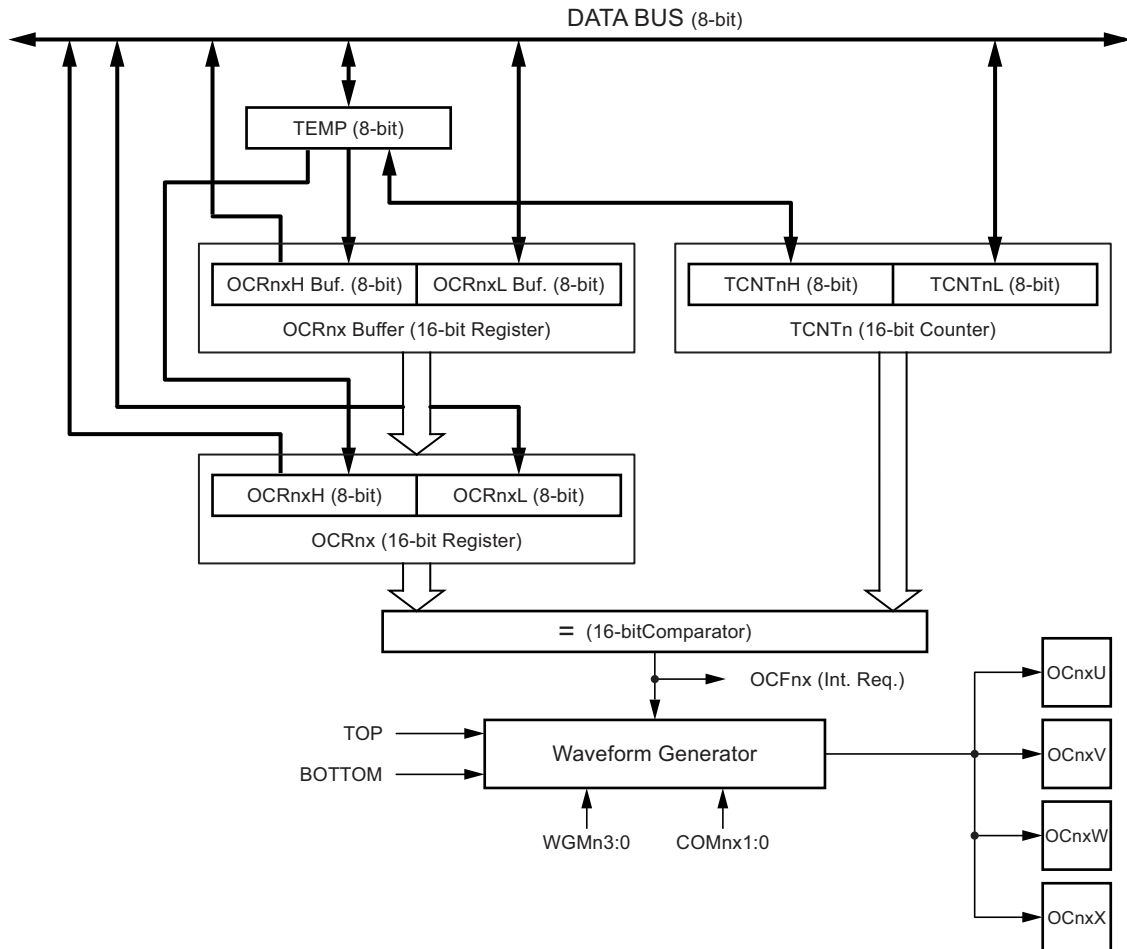 DATA BUS (8-bit)
TEMP (8-bit)
OCRnxH Buf. (8-bit)
OCRnxL Buf. (8-bit)
OCRnx Buffer (16-bit Register)
TCNTnH (8-bit)
TCNTnL (8-bit)
TCNTn (16-bit Counter)
OCRnxH (8-bit)
OCRnxL (8-bit)
OCRnx (16-bit Register)
= (16-bitComparator)
OCFnx (Int. Req.)
TOP
BOTTOM
Waveform Generator
WGMn3:0
COMnx1:0
OCnxU
OCnxV
OCnxW
OCnxX